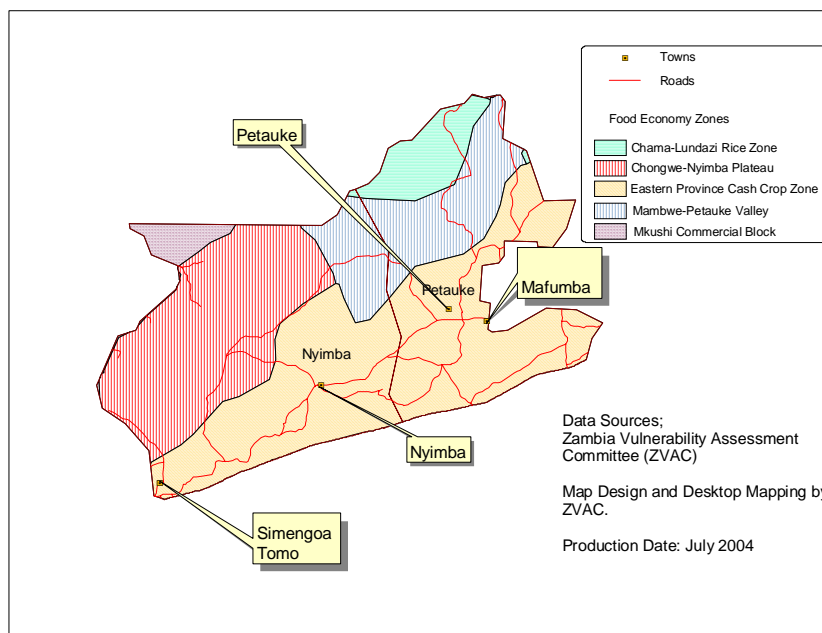 Towns
Roads
Food Economy Zones
Chama-Lundazi Rice Zone
Chongwe-Nyimba Plateau
Eastern Province Cash Crop Zone
Mambwe-Petauke Valley
Mkushi Commercial Block
Petauke
Petauke
Mafumba
Nyimba
Nyimba
Simengoa
Tomo
Data Sources;
Zambia Vulnerability Assessment
Committee (ZVAC)
Map Design and Desktop Mapping by
ZVAC.
Production Date: July 2004